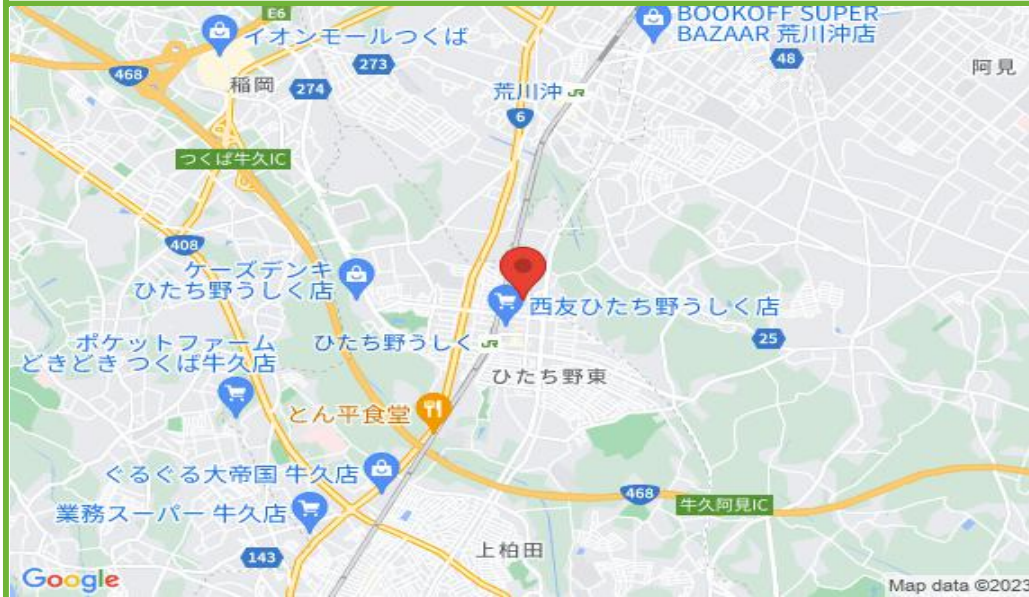 E6
BOOKOFF SUPER
BAZAAR 荒川沖店
イオンモールつくば
273
48
468
稲岡
274
阿見
荒川沖
JR
6
つくば牛久IC
408
ケーズデンキ
ひたち野うしく店
西友ひたち野うしく店
ポケットファーム
どきどき つくば牛久店
ひたち野うしく
JR
25
ひたち野東
とん平食堂
ぐるぐる大帝国 牛久店
468
牛久阿見IC
業務スーパー 牛久店
143
上柏田
Google
Map data ©2023